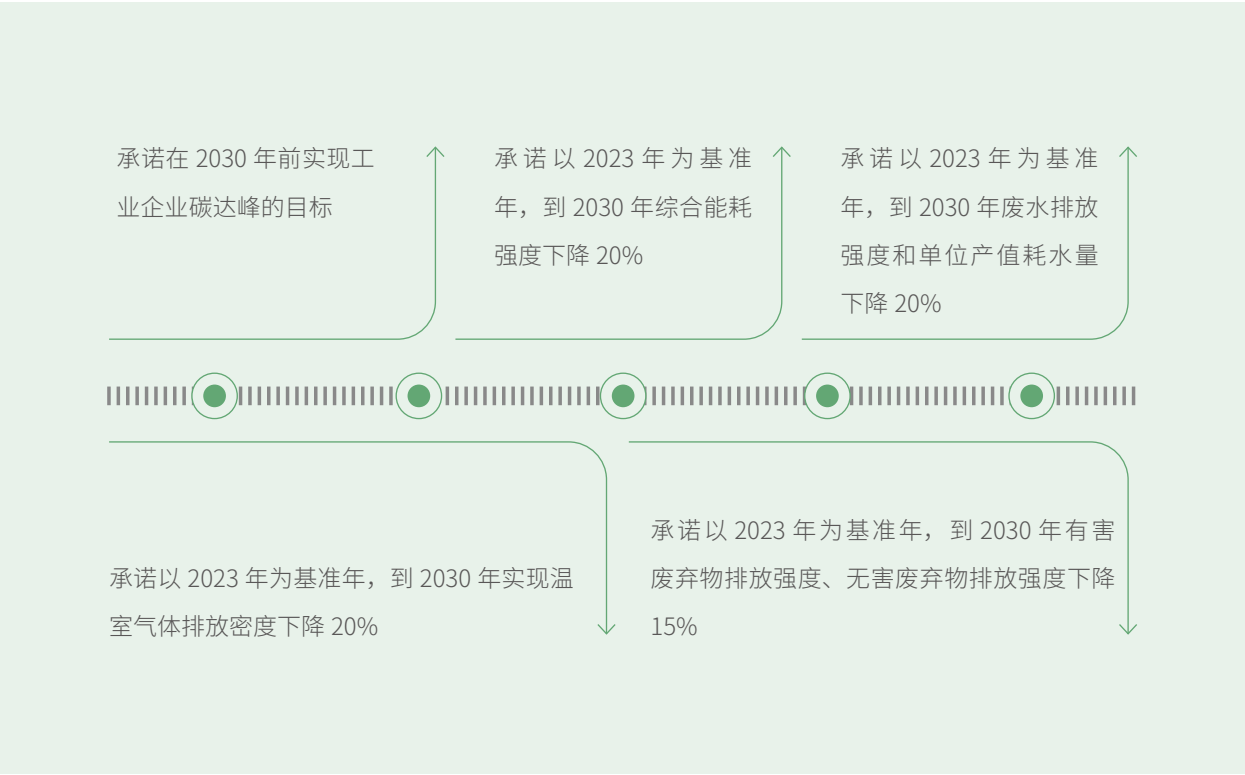 承诺在 2030 年前实现工
业企业碳达峰的目标
承诺以 2023 年为基准
年，到 2030 年综合能耗
强度下降 20%
承诺以 2023 年为基准
年，到 2030 年废水排放
强度和单位产值耗水量
下降 20%
承诺以 2023 年为基准年，到 2030 年实现温
室气体排放密度下降 20%
承诺以 2023 年为基准年，到 2030 年有害
废弃物排放强度、无害废弃物排放强度下降
15%